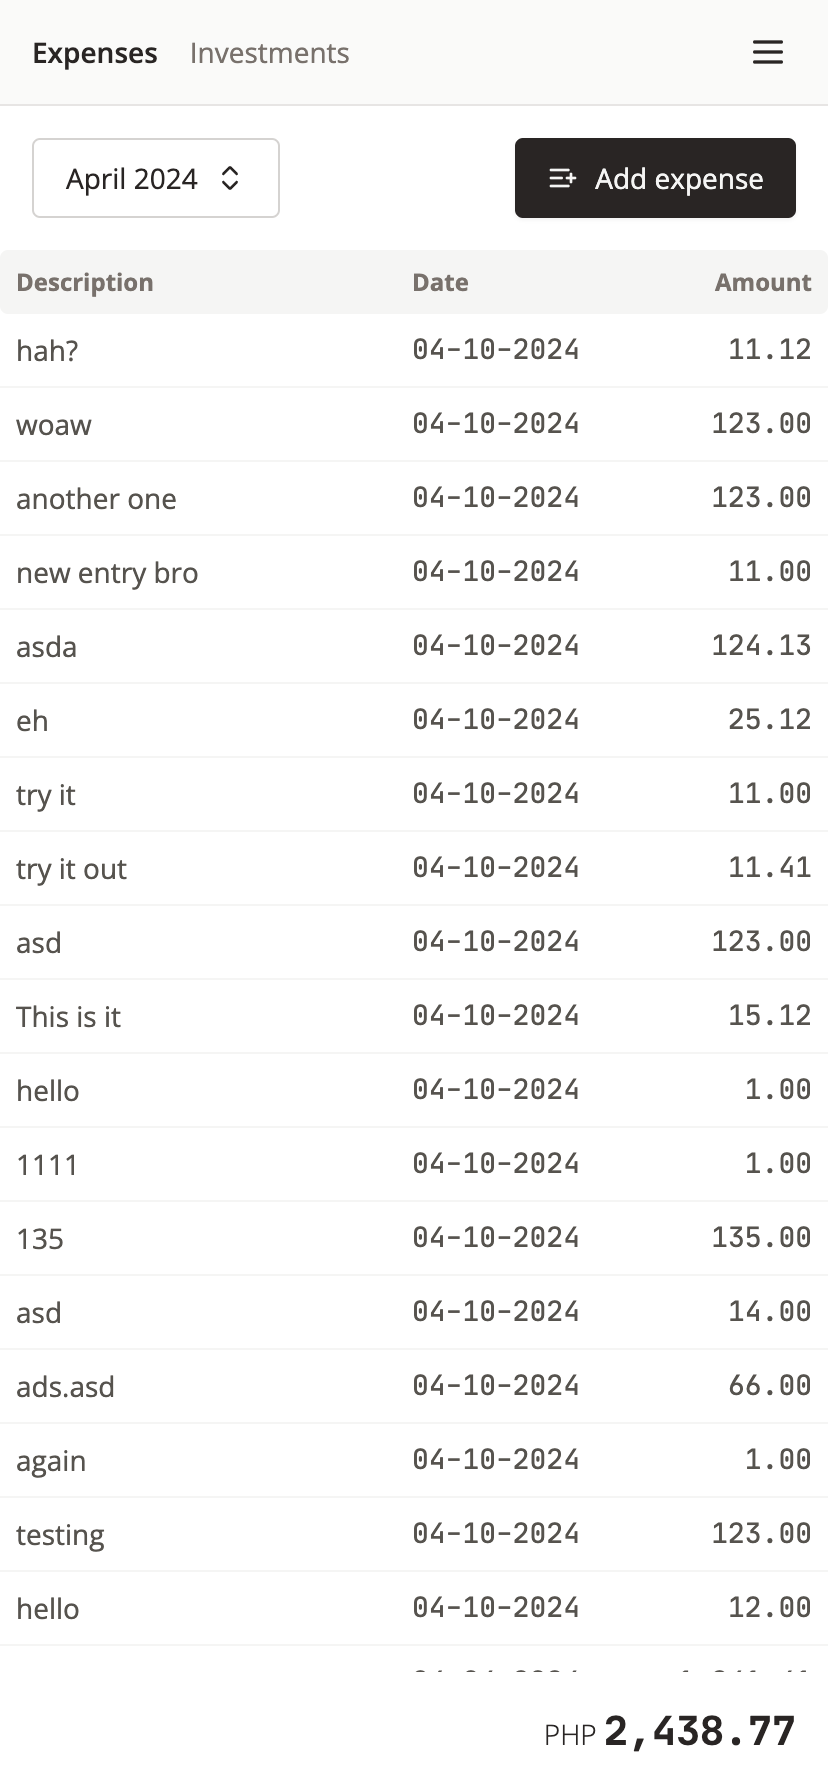 Expenses Investments
April 2024 Add expense
Description Date Amount
hah? 04-10-2024 11.12
woaw 04-10-2024 123.00
another one 04-10-2024 123.00
new entry bro 04-10-2024 11.00
asda 04-10-2024 124.13
eh 04-10-2024 25.12
try it 04-10-2024 11.00
try it out 04-10-2024 11.41
asd 04-10-2024 123.00
This is it 04-10-2024 15.12
hello 04-10-2024 1.00
1111 04-10-2024 1.00
135 04-10-2024 135.00
asd 04-10-2024 14.00
ads.asd 04-10-2024 66.00
again 04-10-2024 1.00
testing 04-10-2024 123.00
hello 04-10-2024 12.00
PHP 2,438.77